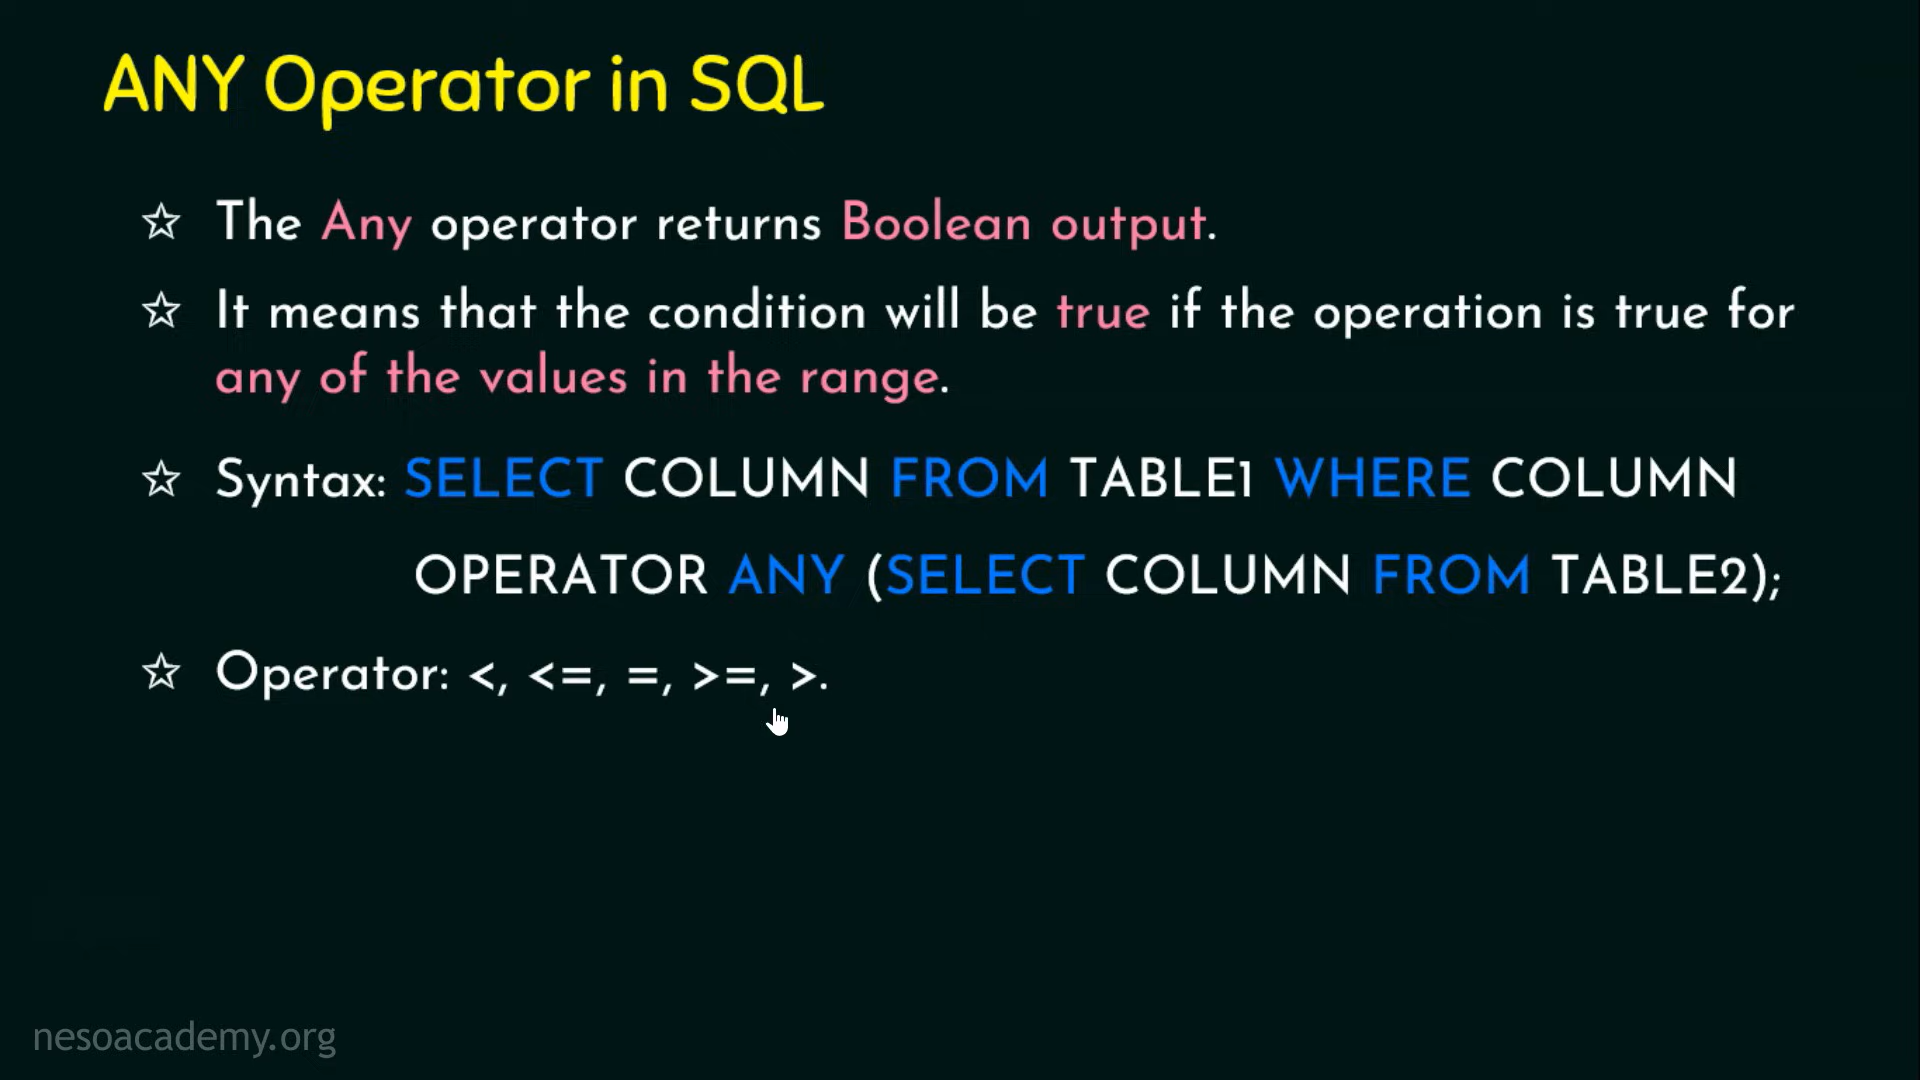 ANY Operator in SQL
☆ The Any operator returns Boolean output.
☆ It means that the condition will be true if the operation is true for
any of the values in the range.
☆ Syntax: SELECT COLUMN FROM TABLE1 WHERE COLUMN
OPERATOR ANY (SELECT COLUMN FROM TABLE2);
☆ Operator: <, <=, =, >=, >.
nesoacademy.org